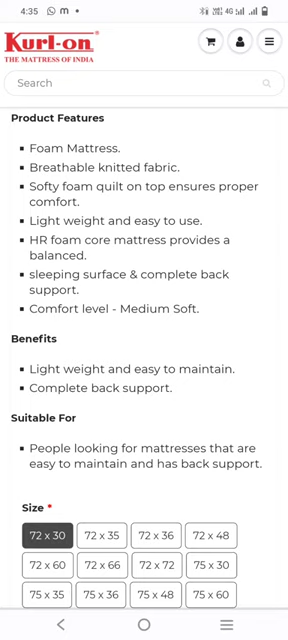 4:35
4G
Kurl-on
THE MATTRESS OF INDIA
Search
Product Features
Foam Mattress.
Breathable knitted fabric.
Softy foam quilt on top ensures proper
comfort.
Light weight and easy to use.
HR foam core mattress provides a
balanced.
sleeping surface & complete back
support.
Comfort level - Medium Soft.
Benefits
Light weight and easy to maintain.
Complete back support.
Suitable For
People looking for mattresses that are
easy to maintain and has back support.
Size *
72 x 30 72 x 35 72 x 36 72 x 48
72 x 60 72 x 66 72 x 72 75 x 30
75 x 35 75 x 36 75 x 48 75 x 60